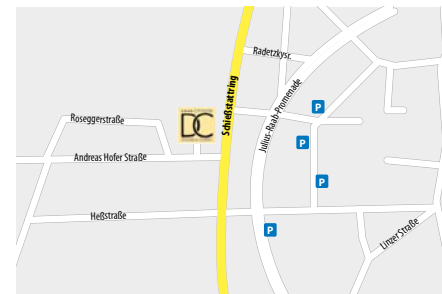 Radetzkystr.
Schießstattring
Julius-Raab-Promenade
P
Roseggerstraße
DC
P
Andreas Hofer Straße
P
Heßstraße
P
Linzer Straße